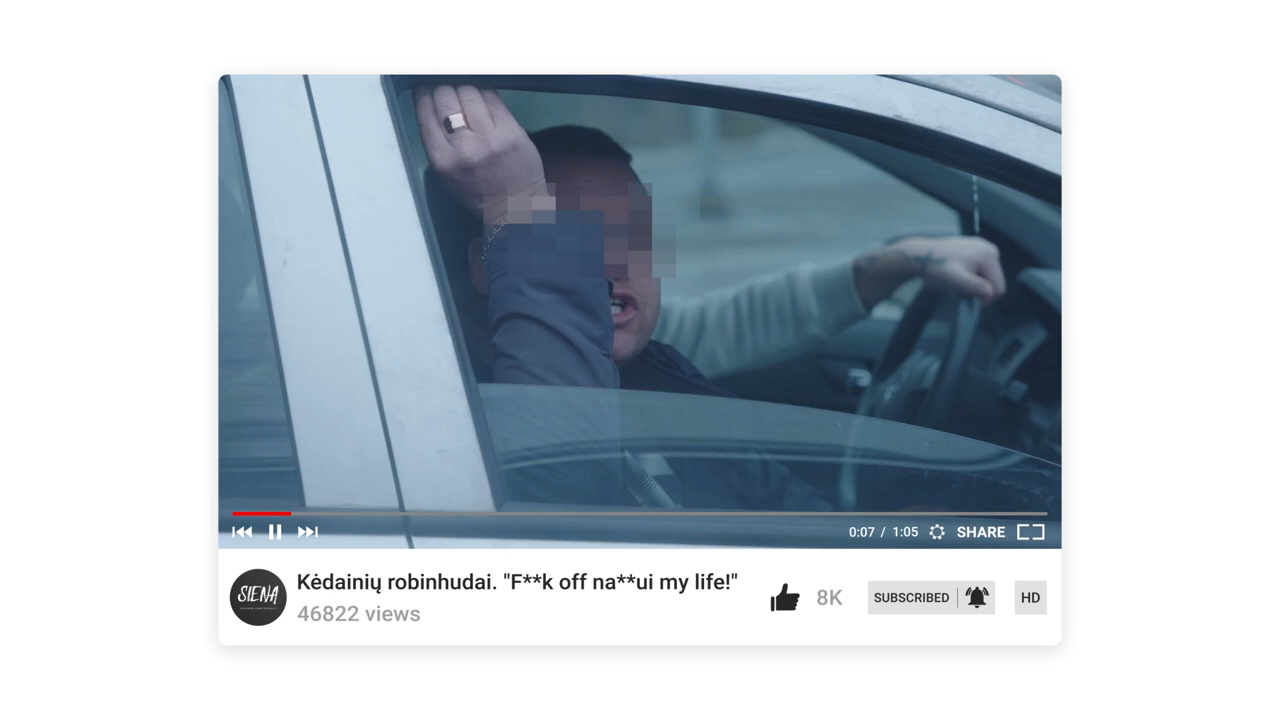 0:07 / 1:05 SHARE
SIENA
Kėdainių robinhudai. "F**k off na**ui my life!"
46822 views
8K
SUBSCRIBED
HD